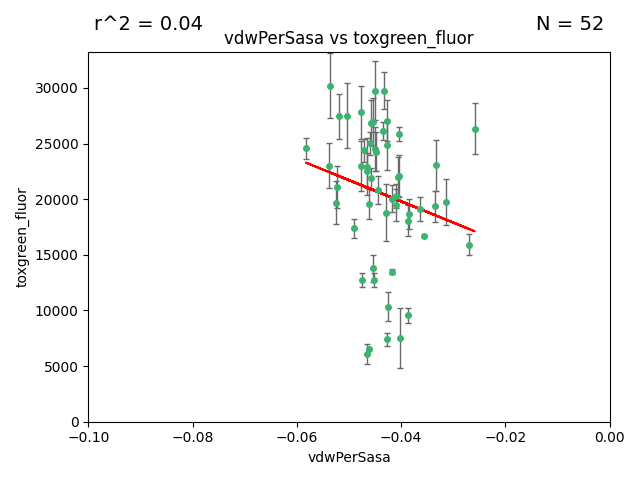 r^2 = 0.04
N = 52
vdwPerSasa vs toxgreen_fluor
30000
25000
20000
15000
10000
5000
0
toxgreen_fluor
−0.10
−0.08
−0.06
−0.04
−0.02
0.00
vdwPerSasa